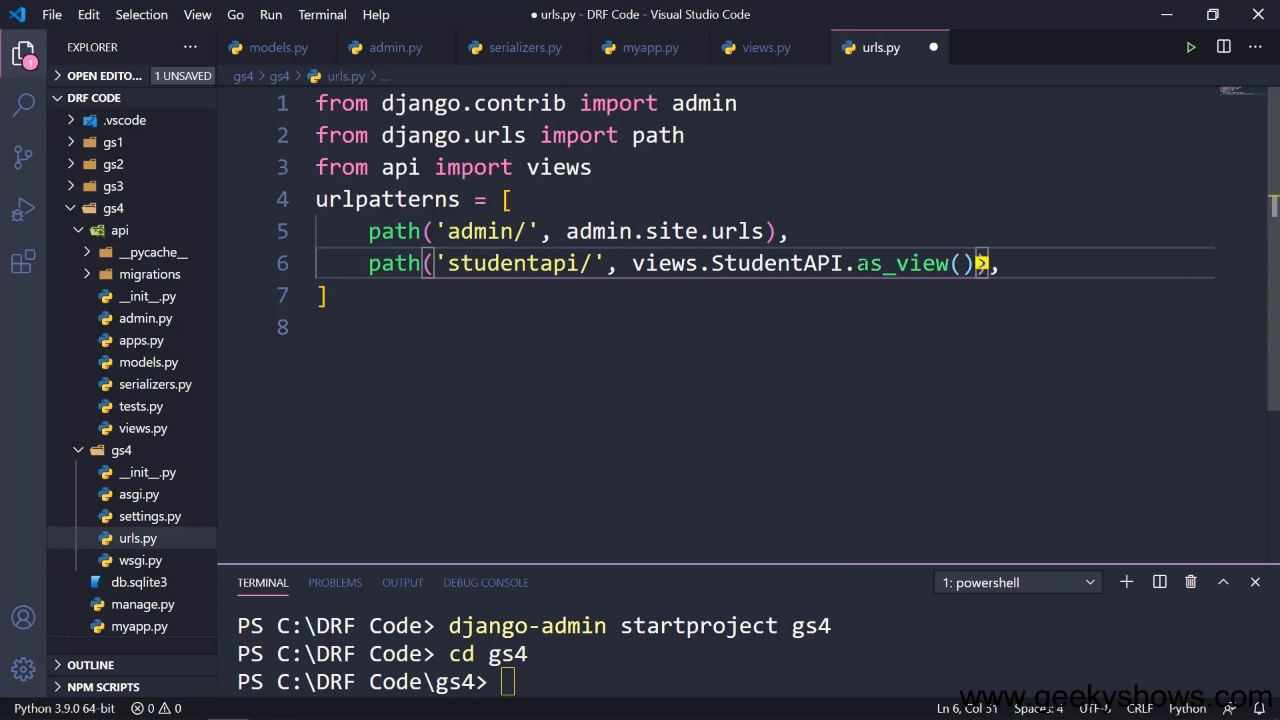 File Edit Selection View Go Run Terminal Help
● urls.py - DRF Code - Visual Studio Code
EXPLORER
models.py
admin.py
serializers.py
myapp.py
views.py
urls.py
OPEN EDITO... 1 UNSAVED
gs4 > gs4 > urls.py > ...
DRF CODE
.vscode
gs1
gs2
gs3
gs4
api
__pycache__
migrations
__init__.py
admin.py
apps.py
models.py
serializers.py
tests.py
views.py
gs4
__init__.py
asgi.py
settings.py
urls.py
wsgi.py
db.sqlite3
manage.py
myapp.py
OUTLINE
NPM SCRIPTS
1 from django.contrib import admin
2 from django.urls import path
3 from api import views
4 urlpatterns = [
5 path('admin/', admin.site.urls),
6 path('studentapi/', views.StudentAPI.as_view()),
7 ]
8
TERMINAL PROBLEMS OUTPUT DEBUG CONSOLE
1: powershell
PS C:\DRF Code> django-admin startproject gs4
PS C:\DRF Code> cd gs4
PS C:\DRF Code\gs4>
www.geekyshows.com
Python 3.9.0 64-bit 0 0
Ln 6, Col 51 Spaces: 4 UTF-8 CRLF Python
1